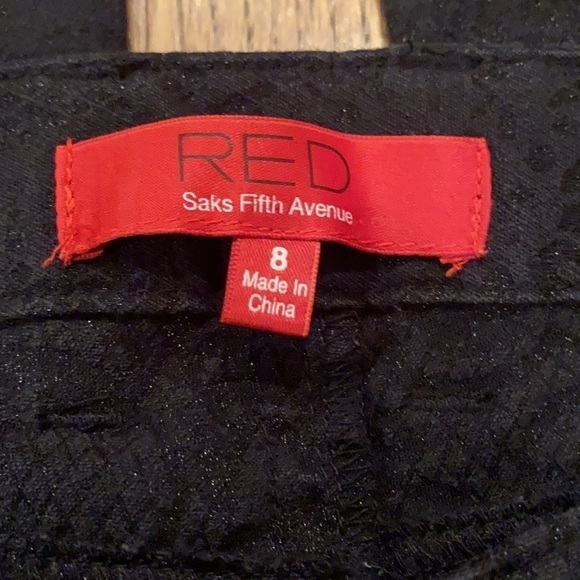 RED
Saks Fifth Avenue
8
Made In
China